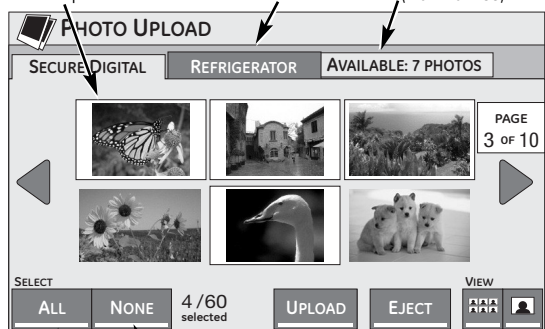 PHOTO UPLOAD
SECURE DIGITAL
REFRIGERATOR
AVAILABLE: 7 PHOTOS
PAGE
3 OF 10
SELECT
ALL
NONE
4/60
selected
UPLOAD
EJECT
VIEW